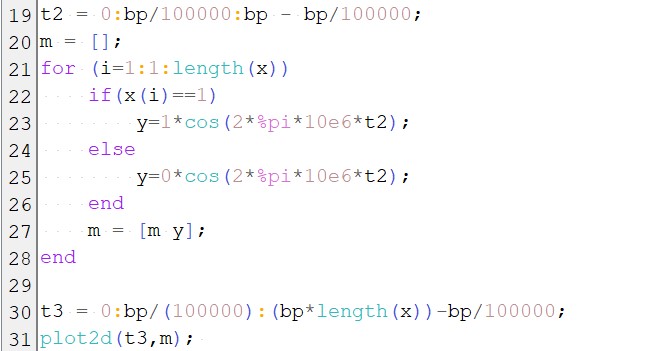 19 t2 = 0:bp/100000:bp - bp/100000;
20 m = [];
21 for (i=1:1:length(x))
22 if(x(i)==1)
23 y=1*cos(2*%pi*10e6*t2);
24 else
25 y=0*cos(2*%pi*10e6*t2);
26 end
27 m = [m y];
28 end
29
30 t3 = 0:bp/(100000):(bp*length(x))-bp/100000;
31 plot2d(t3,m);